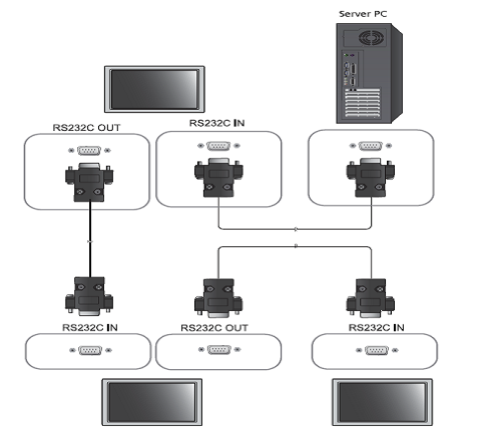 Server PC
RS232C OUT
RS232C IN
RS232C IN
RS232C OUT
RS232C IN